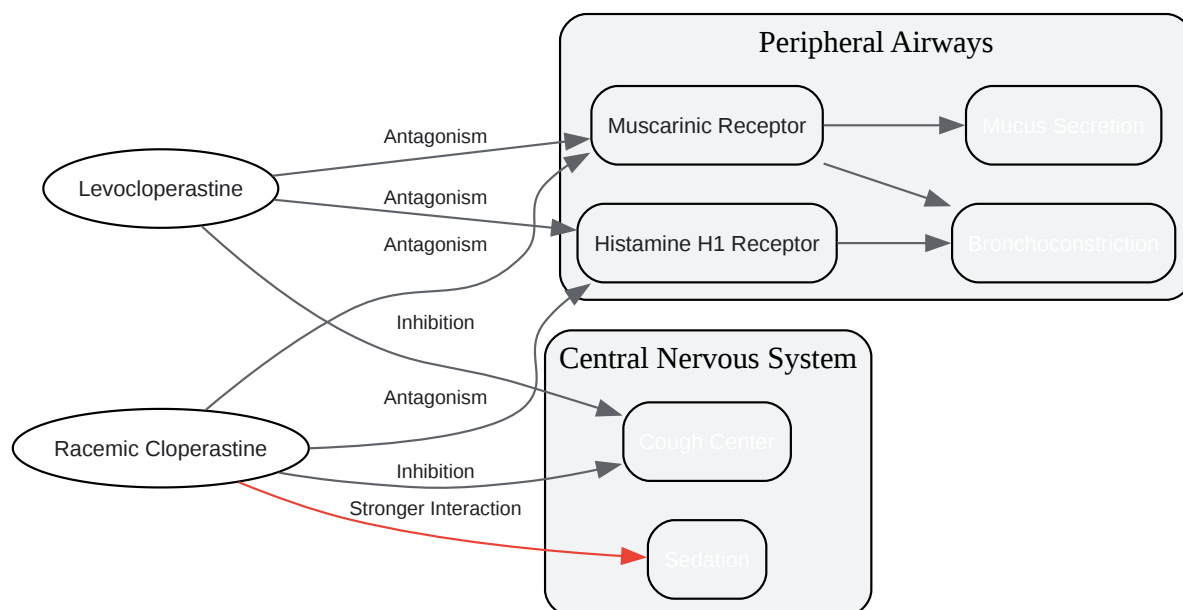 Peripheral Airways
Antagonism
Muscarinic Receptor
Mucus Secretion
Levocloperastine
Antagonism
Antagonism
Histamine H1 Receptor
Bronchoconstriction
Inhibition
Central Nervous System
Antagonism
Racemic Cloperastine
Cough Center
Inhibition
Stronger Interaction
Sedation